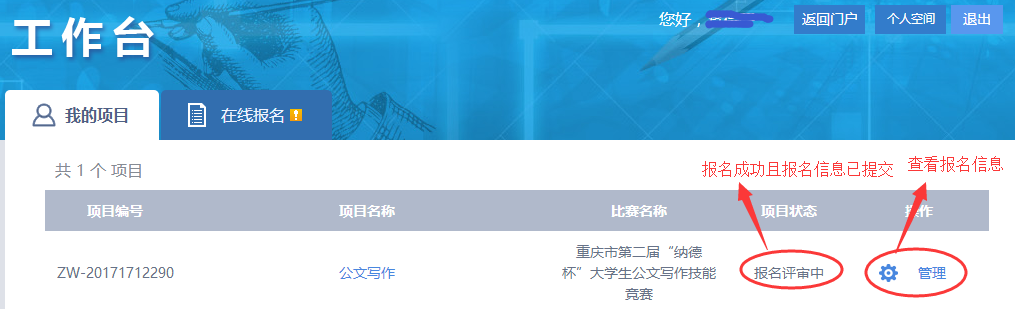 工作台
您好，
返回门户
个人空间
退出
我的项目
在线报名
共 1 个 项目
报名成功且报名信息已提交
查看报名信息
项目编号
项目名称
比赛名称
项目状态
操作
ZW-20171712290
公文写作
重庆市第二届“纳德
杯”大学生公文写作技能
竞赛
报名评审中
管理